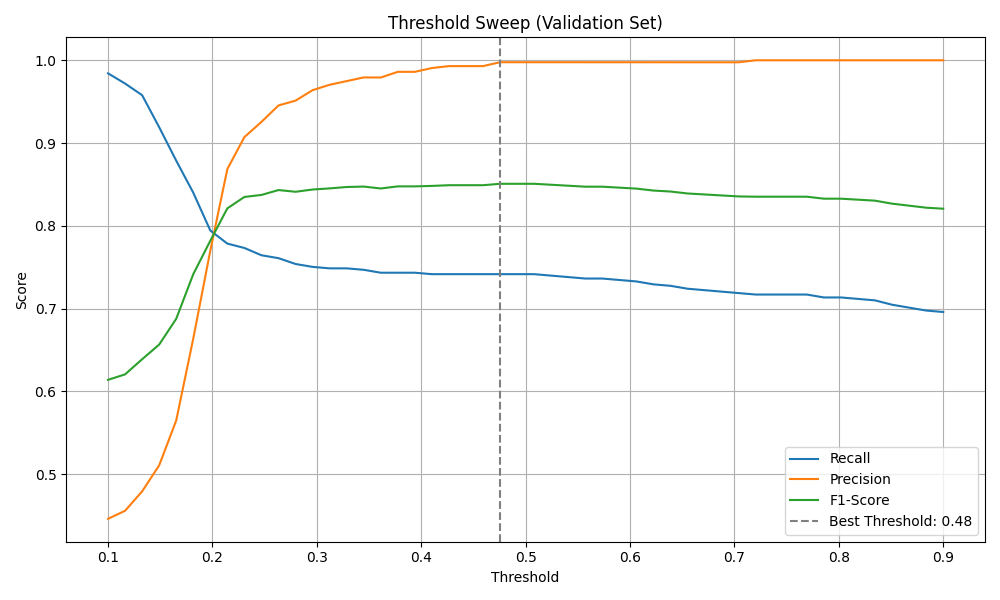 Threshold Sweep (Validation Set)
Score
1.0
0.9
0.8
0.7
0.6
0.5
0.1 0.2 0.3 0.4 0.5 0.6 0.7 0.8 0.9
Threshold
Recall
Precision
F1-Score
Best Threshold: 0.48